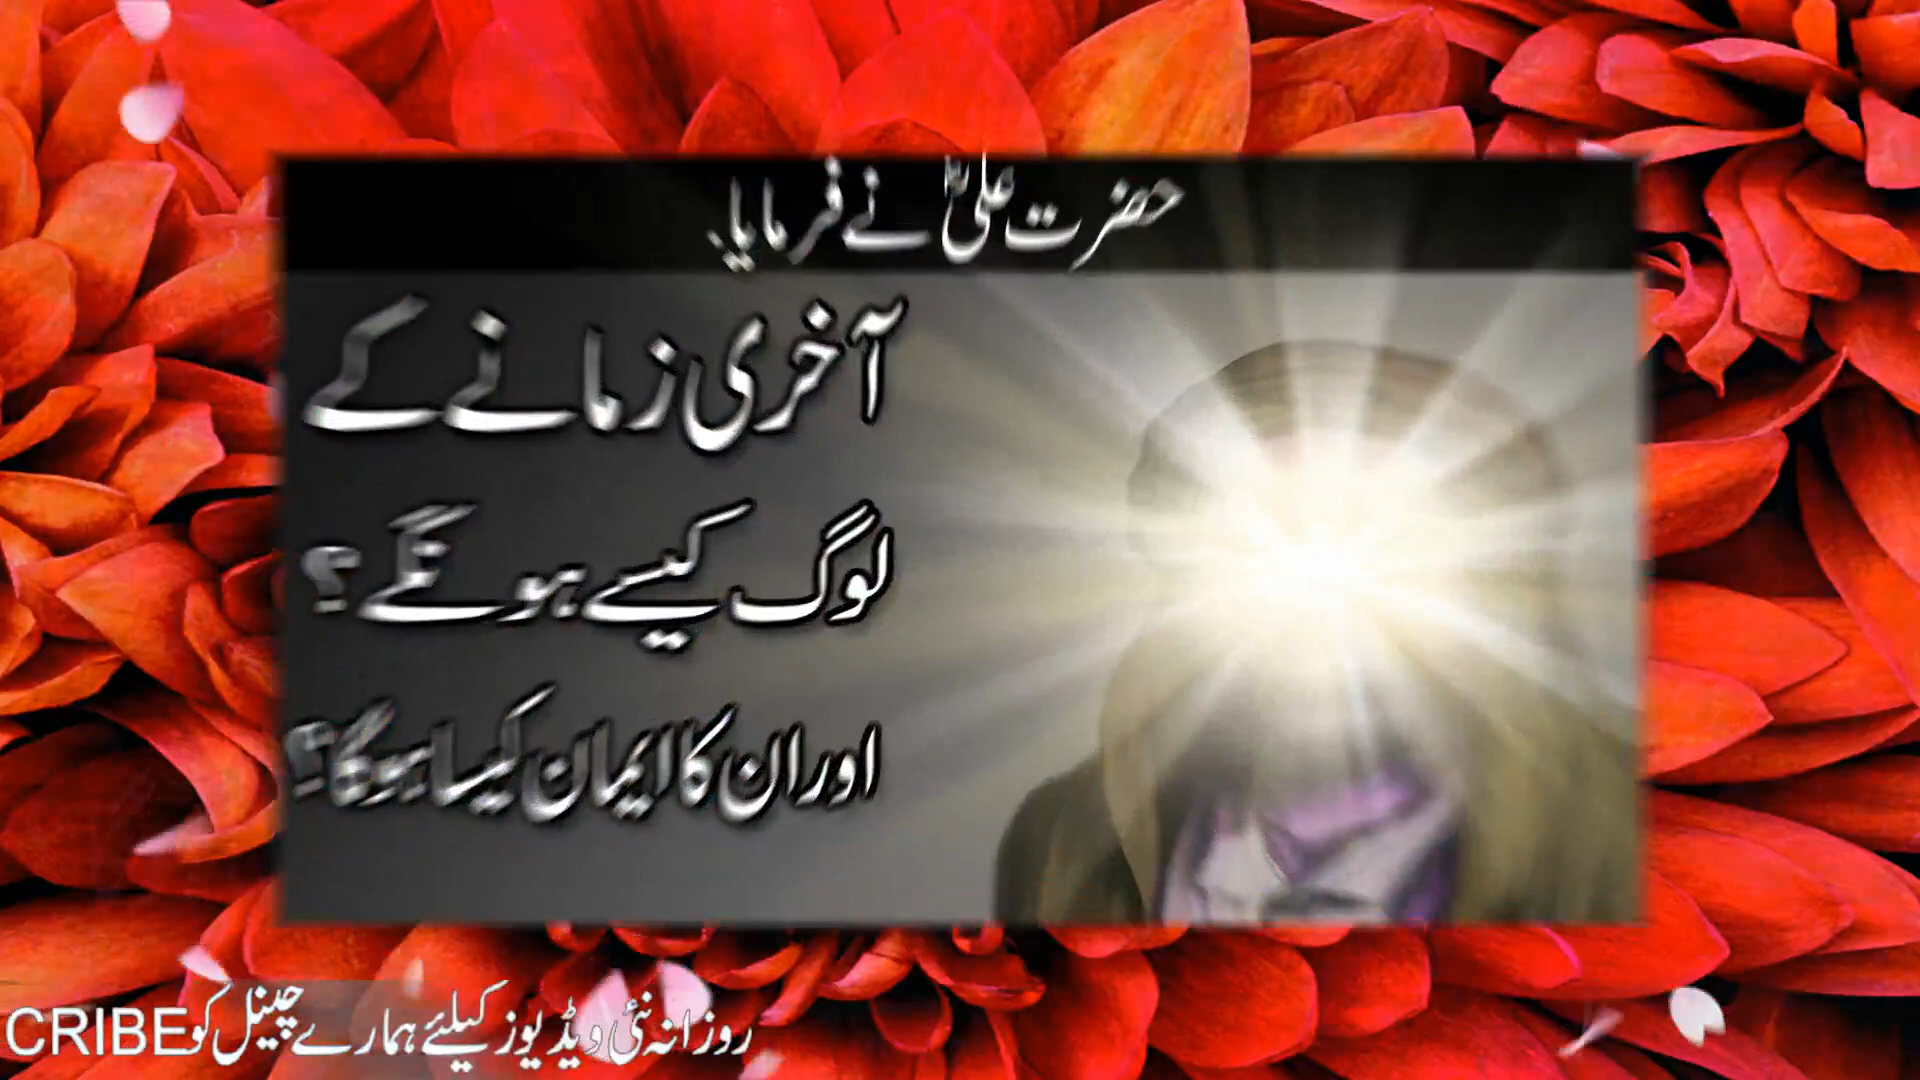 حضرت علیؓ نے فرمایا.
آخری زمانے کے
لوگ کیسے ہونگے؟
اور ان کا ایمان کیسا ہوگا؟
روزانہ نئی ویڈیوز کیلئے ہمارے چینل کو CRIBE